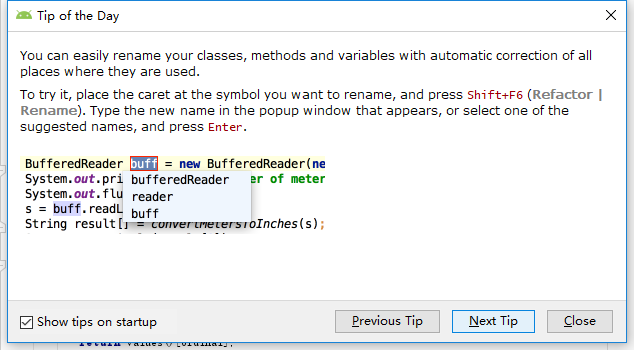 Tip of the Day
You can easily rename your classes, methods and variables with automatic correction of all
places where they are used.
To try it, place the caret at the symbol you want to rename, and press Shift+F6 (Refactor |
Rename). Type the new name in the popup window that appears, or select one of the
suggested names, and press Enter.
BufferedReader buff = new BufferedReader(ne
System.out.pri er of meter
bufferedReader
System.out.flu
reader
s = buff.readL
buff
String result[] = convertMetersToInches(s);
Show tips on startup
Previous Tip
Next Tip
Close
return values()[ordinal];